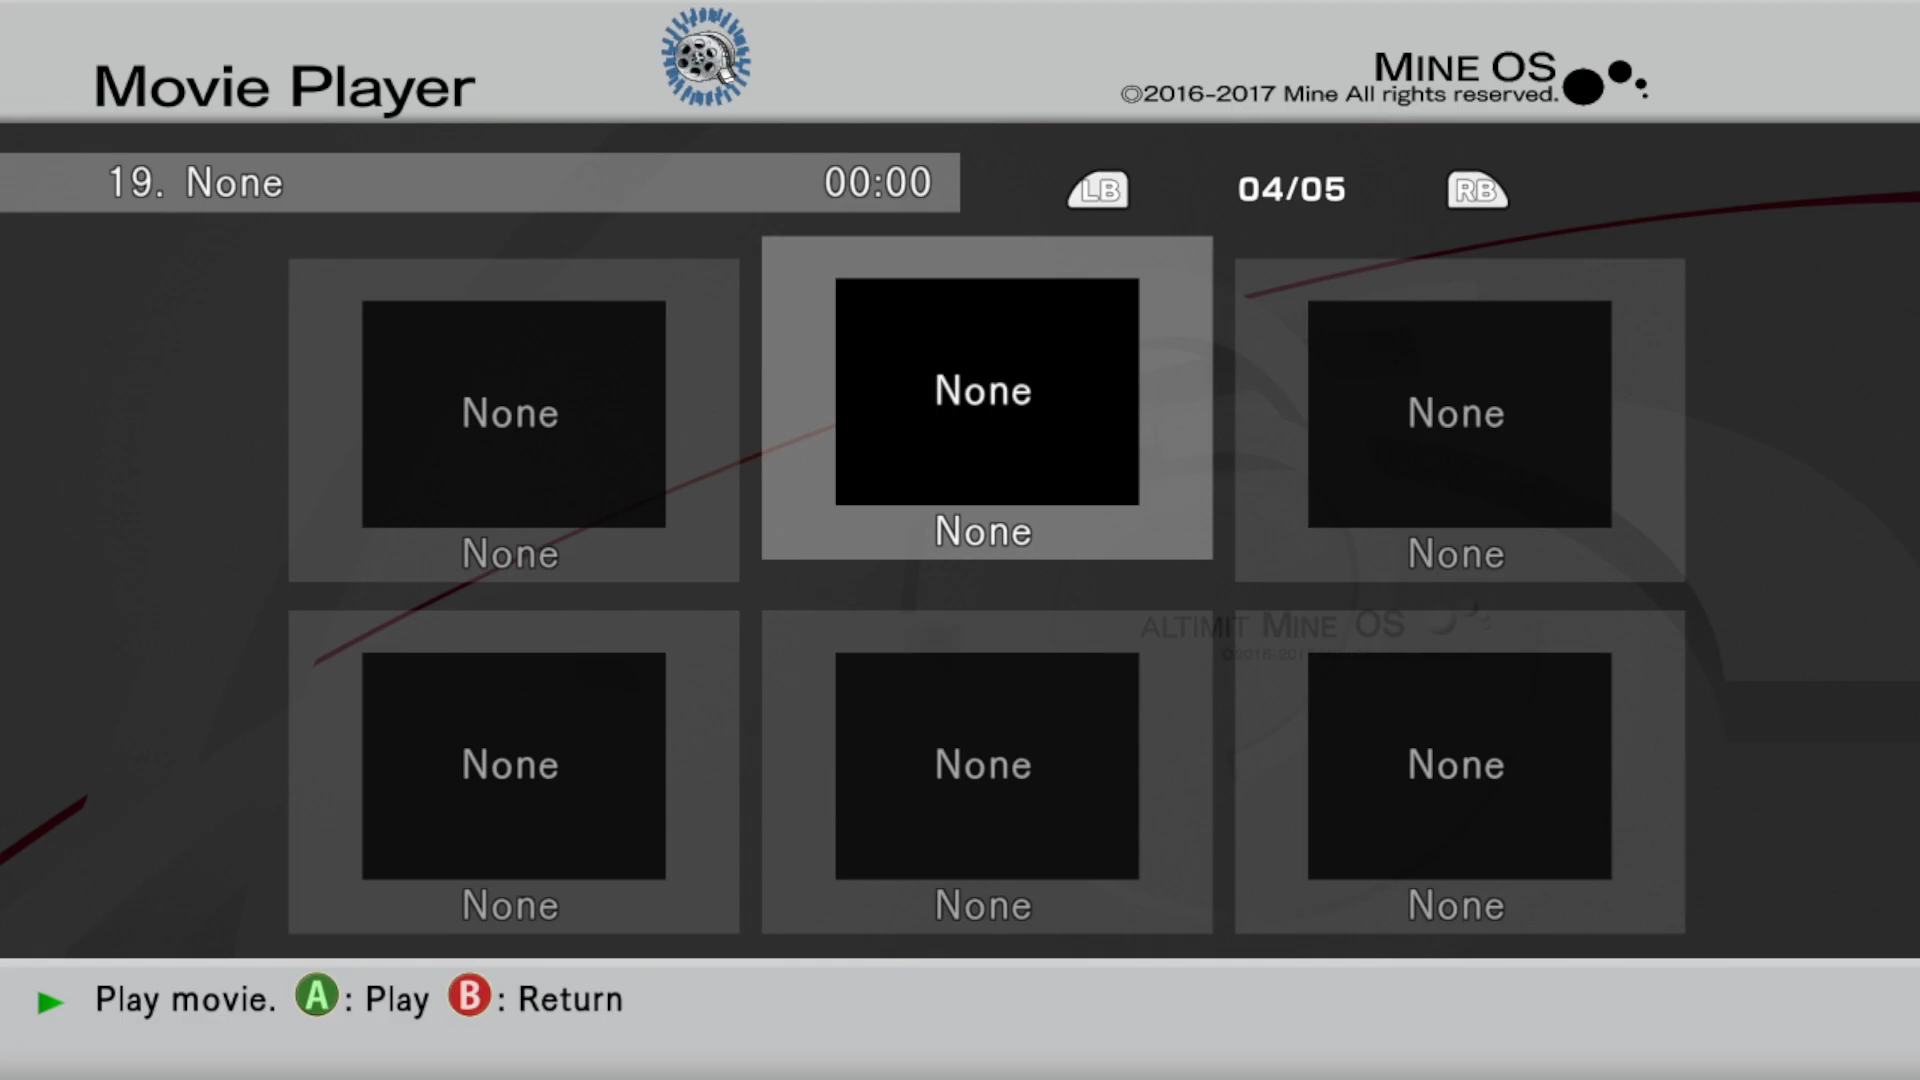 Movie Player
MINE OS
©2016-2017 Mine All rights reserved.
19. None 00:00
LB 04/05 RB
None None None
None None None
ALTIMIT MINE OS
None None None
None None None
Play movie. A: Play B: Return